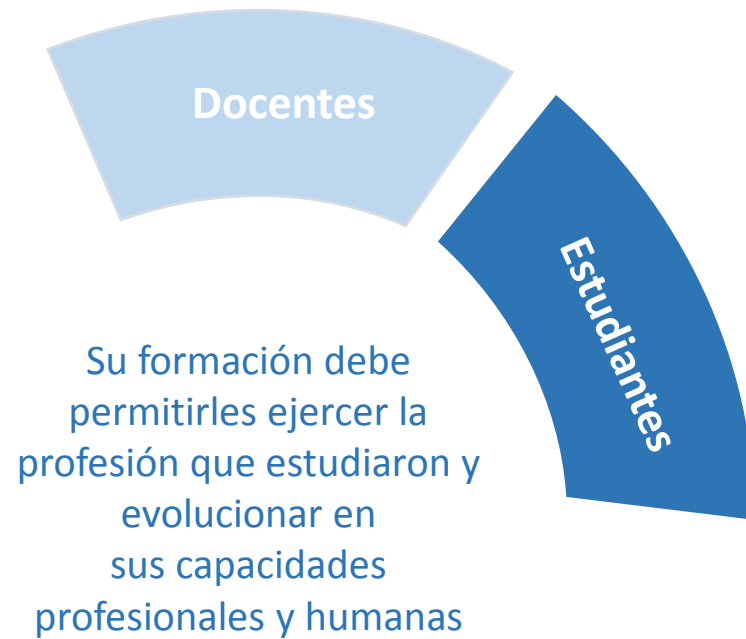 Docentes
Estudiantes
Su formación debe
permitirles ejercer la
profesión que estudiaron y
evolucionar en
sus capacidades
profesionales y humanas